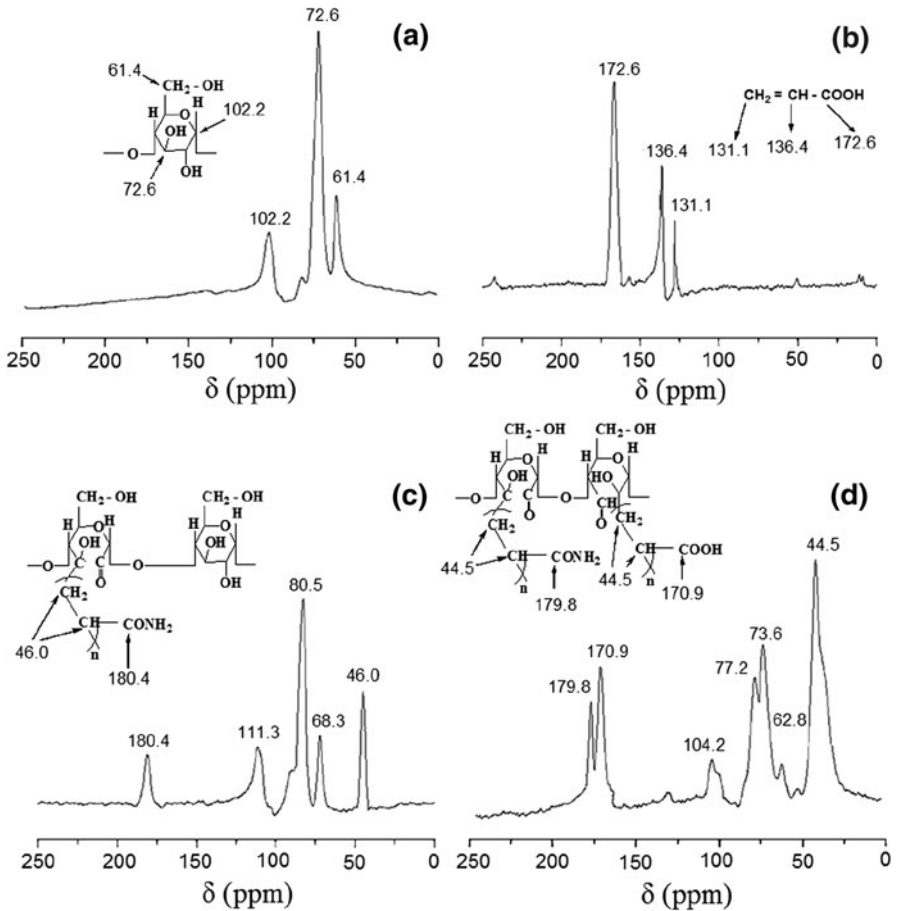 (a)
72.6
61.4
CH₂-OH
H
H
O
OH
102.2
O
OH
72.6
61.4
102.2
250 200 150 100 50 0
δ (ppm)
(b)
172.6
CH₂ = CH - COOH
131.1 136.4 172.6
136.4
131.1
250 200 150 100 50 0
δ (ppm)
(c)
CH₂-OH
CH₂-OH
H O H
H O H
OH
OH
O C O
O
OH
CH₂
CH CONH₂
n
46.0
180.4
80.5
46.0
111.3
68.3
180.4
250 200 150 100 50 0
δ (ppm)
(d)
CH₂-OH
CH₂-OH
H O H
H O H
OH
HO
O C O
CH
O
C
O
CH₂
CH₂
44.5
CH CONH₂
CH COOH
n
n
44.5
179.8
170.9
44.5
170.9
179.8
73.6
77.2
62.8
104.2
250 200 150 100 50 0
δ (ppm)